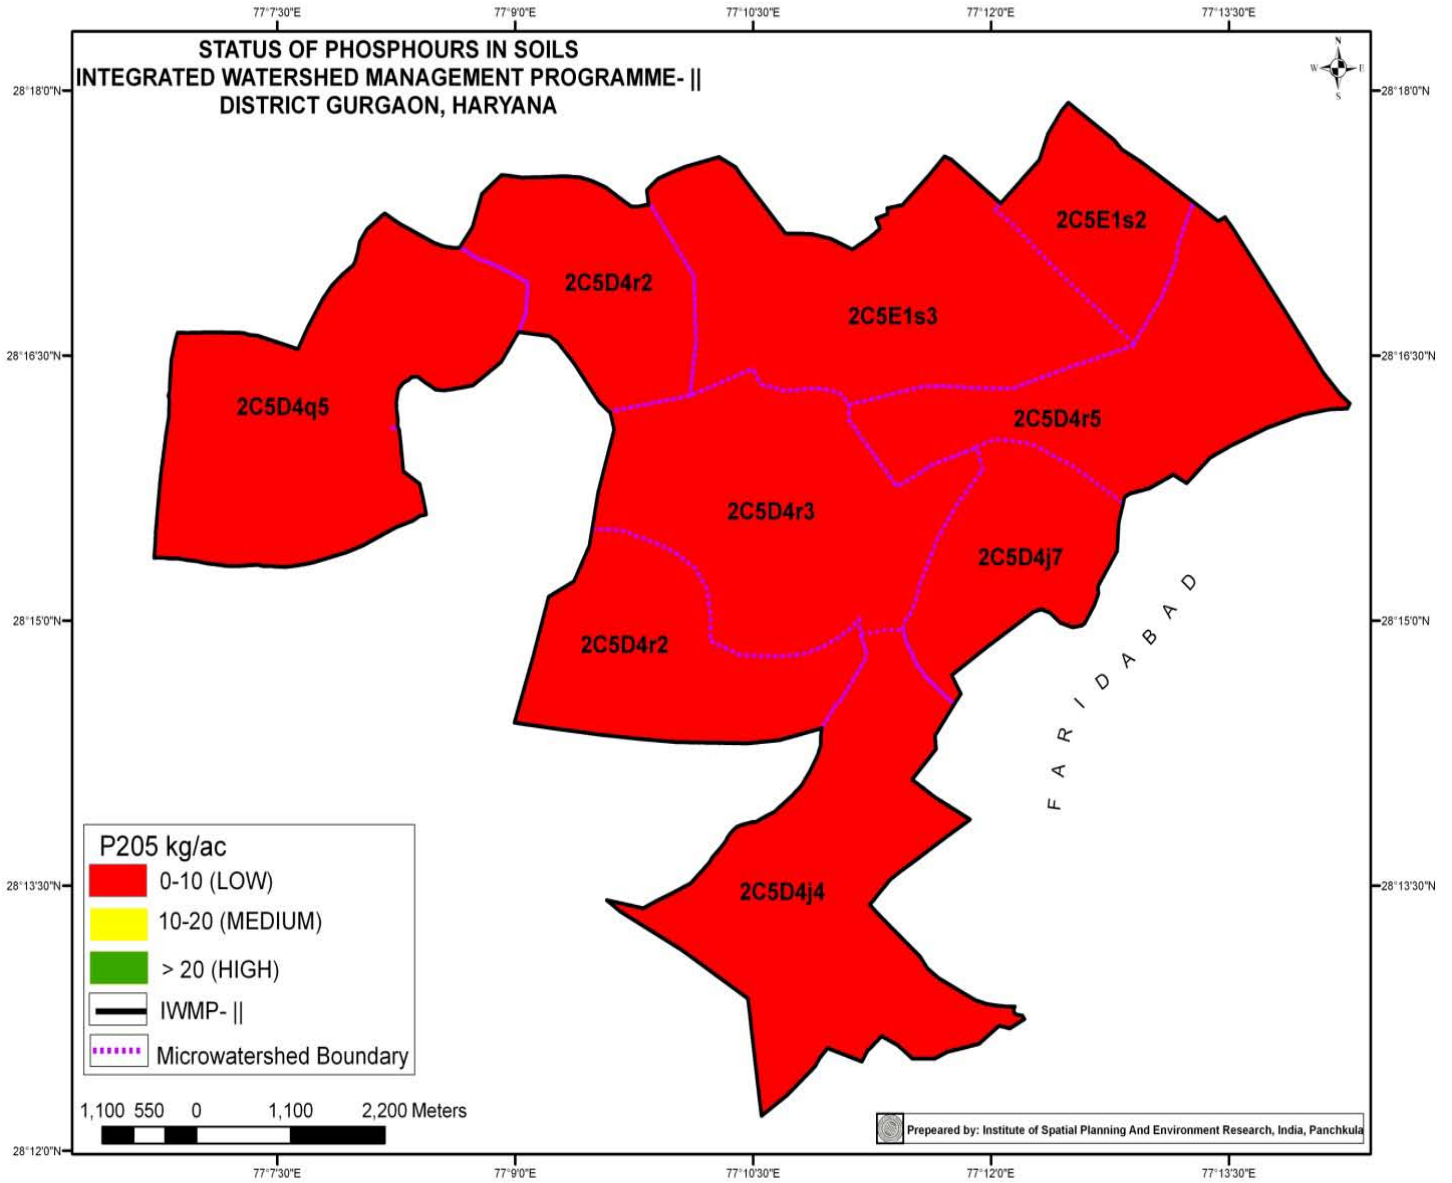 77°7'30"E 77°9'0"E 77°10'30"E 77°12'0"E 77°13'30"E
STATUS OF PHOSPHOURS IN SOILS
INTEGRATED WATERSHED MANAGEMENT PROGRAMME- ||
DISTRICT GURGAON, HARYANA
N
W E
S
28°18'0"N 28°18'0"N
2C5E1s2
2C5D4r2
2C5E1s3
28°16'30"N 28°16'30"N
2C5D4q5
2C5D4r5
2C5D4r3
2C5D4j7
28°15'0"N 28°15'0"N
2C5D4r2
FARIDABAD
2C5D4j4
28°13'30"N 28°13'30"N
P205 kg/ac
0-10 (LOW)
10-20 (MEDIUM)
> 20 (HIGH)
IWMP- ||
Microwatershed Boundary
1,100 550 0 1,100 2,200 Meters
Prepeared by: Institute of Spatial Planning And Environment Research, India, Panchkula
28°12'0"N 28°12'0"N
77°7'30"E 77°9'0"E 77°10'30"E 77°12'0"E 77°13'30"E